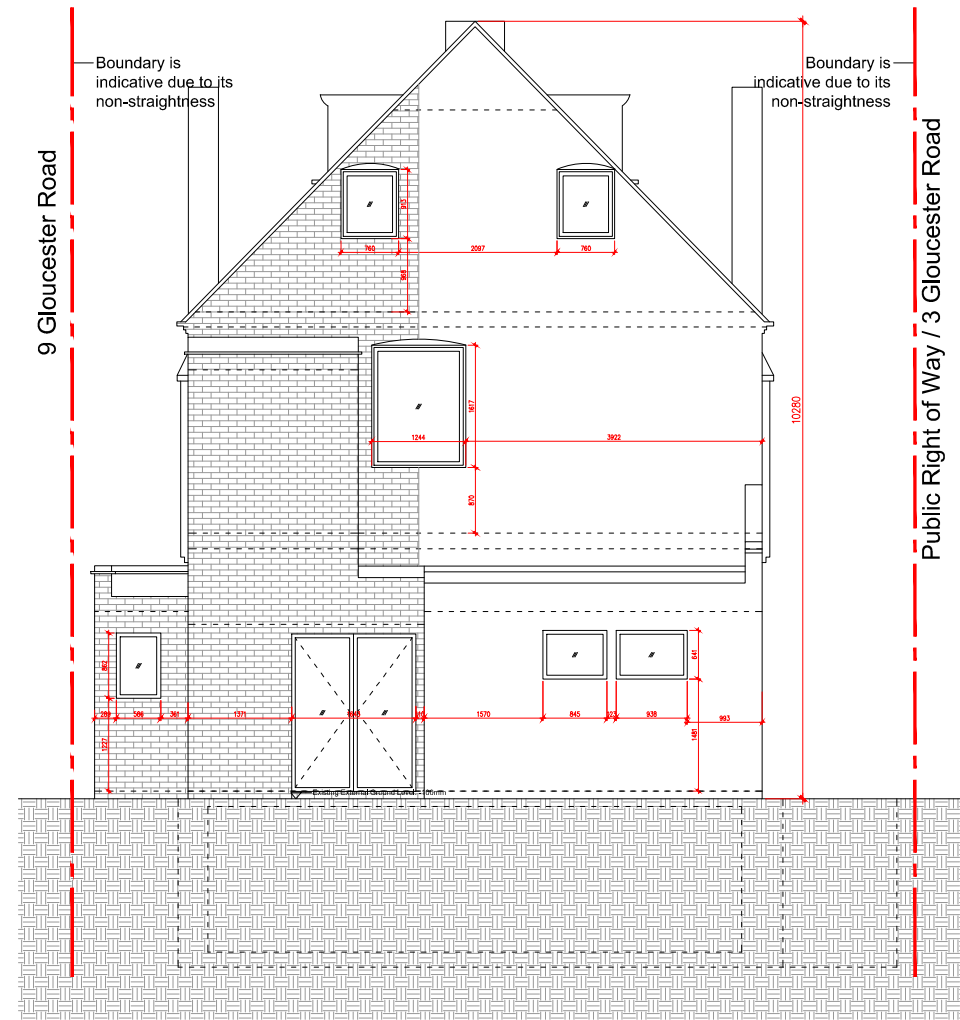 Boundary is
indicative due to its
non-straightness
Boundary is
indicative due to its
non-straightness
9 Gloucester Road
Public Right of Way / 3 Gloucester Road
10280
913
760
2097
760
968
1617
1244
3922
870
641
862
586
361
1371
1570
845
938
993
1227
1481
Existing External Ground Level